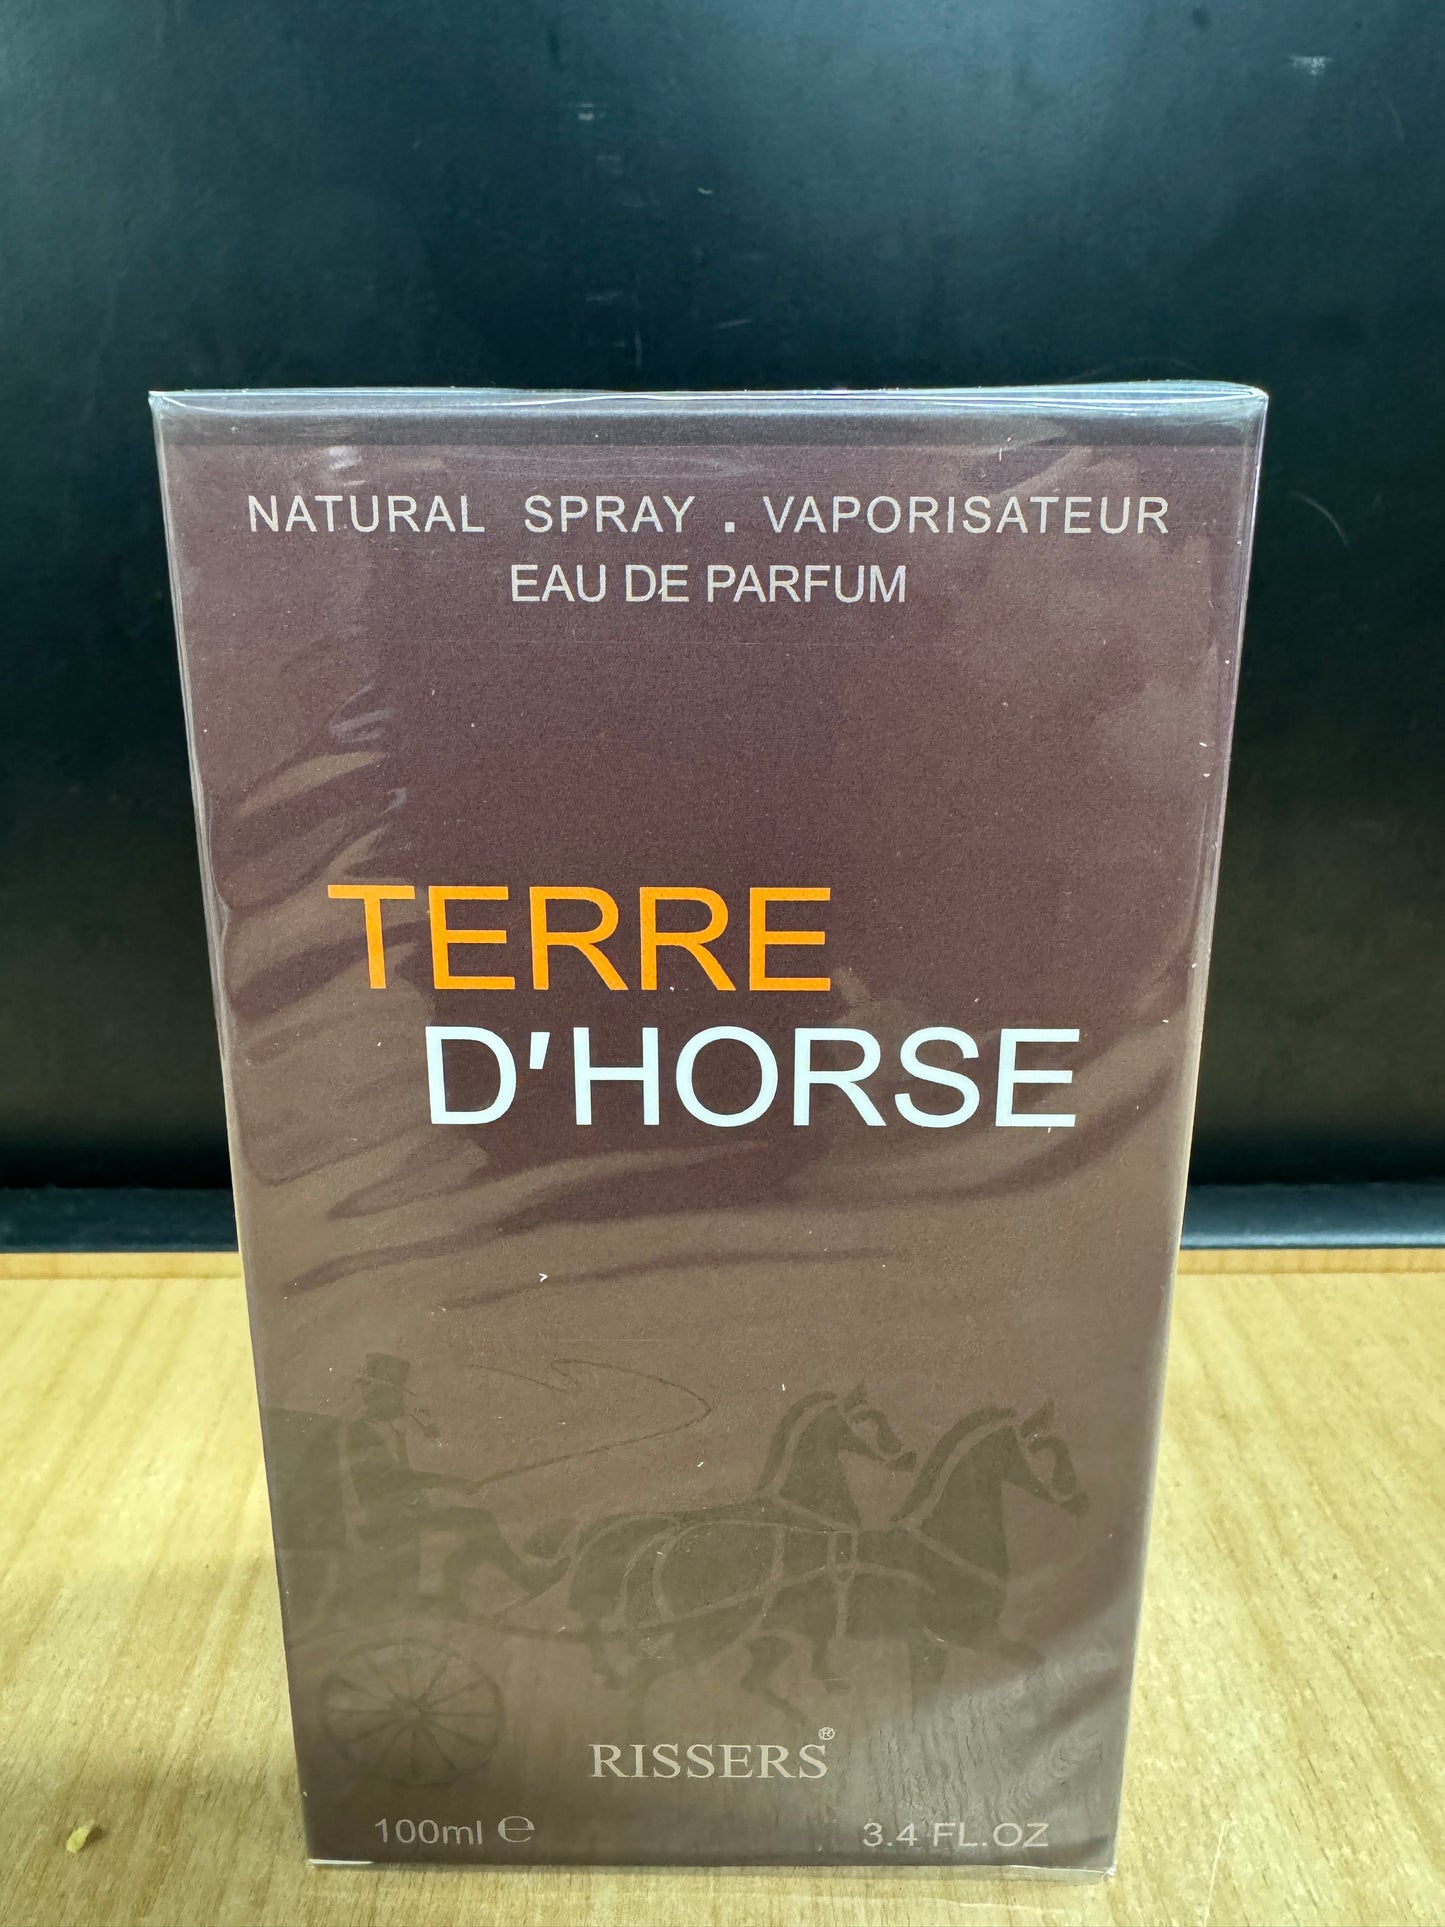 NATURAL SPRAY . VAPORISATEUR
EAU DE PARFUM
TERRE
D'HORSE
RISSERS®
100ml ℮ 3.4 FL.OZ